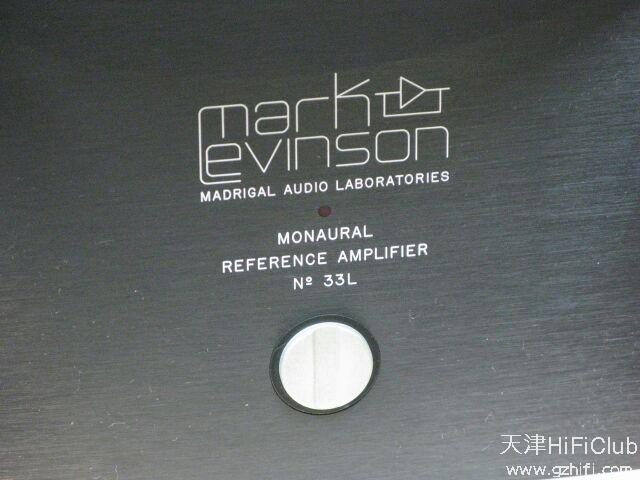 mark
levinson
MADRIGAL AUDIO LABORATORIES
MONAURAL
REFERENCE AMPLIFIER
Nº 33L
天津HiFiClub
www.gzhifi.com